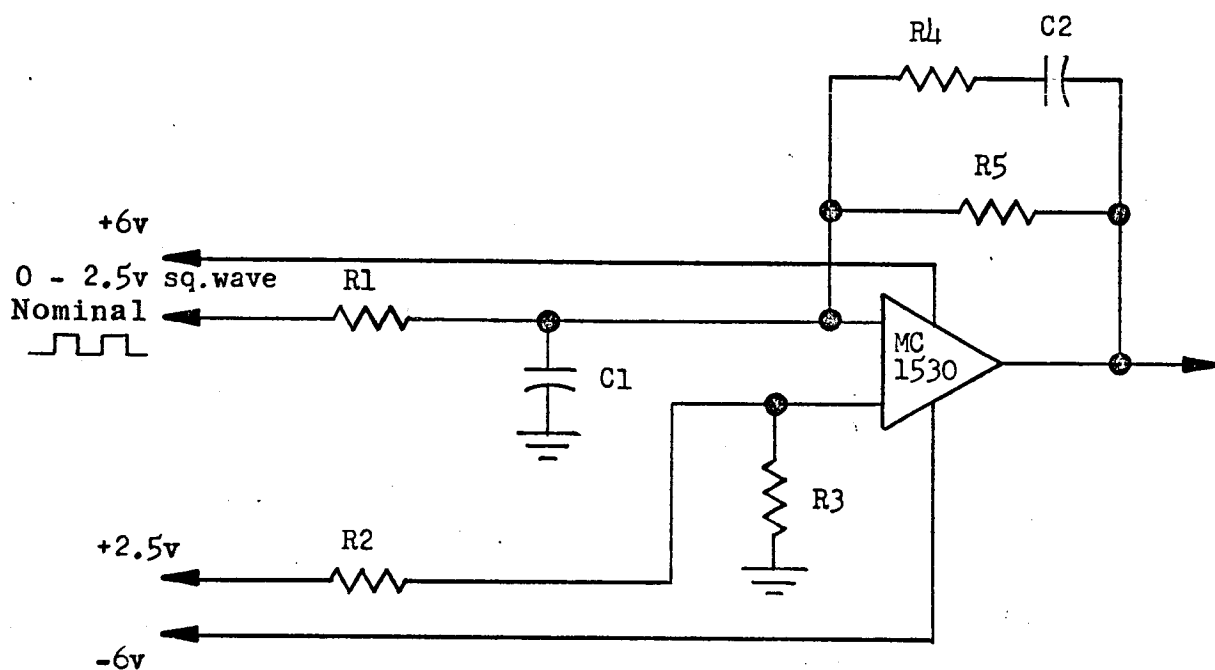 C2
R4
R5
+6v
0 - 2.5v sq.wave
Nominal
R1
MC
1530
C1
R3
+2.5v
R2
-6v